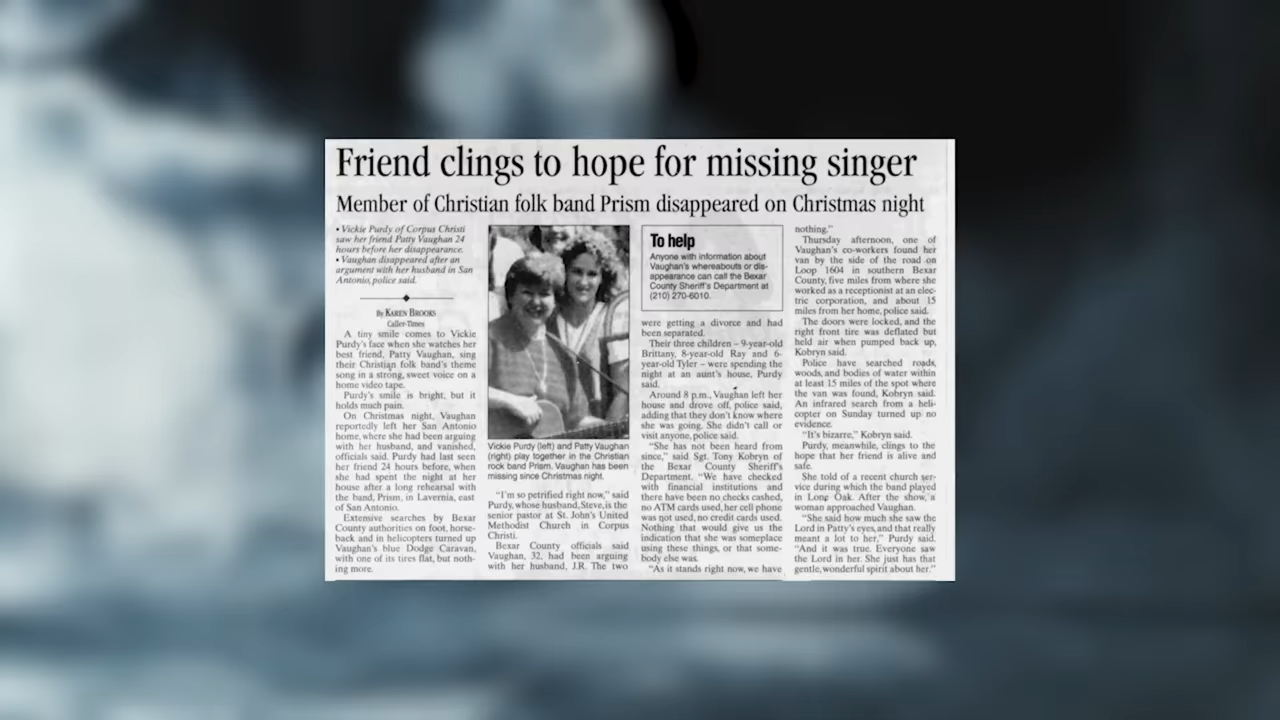 Friend clings to hope for missing singer
Member of Christian folk band Prism disappeared on Christmas night
• Vickie Purdy of Corpus Christi
saw her friend Patty Vaughan 24
hours before her disappearance.
• Vaughan disappeared after an
argument with her husband in San
Antonio, police said.
By KAREN BROOKS
Caller-Times
A tiny smile comes to Vickie
Purdy's face when she watches her
best friend, Patty Vaughan, sing
their Christian folk band's theme
song in a strong, sweet voice on a
home video tape.
Purdy's smile is bright, but it
holds much pain.
On Christmas night, Vaughan
reportedly left her San Antonio
home, where she had been arguing
with her husband, and vanished,
officials said. Purdy had last seen
her friend 24 hours before, when
she had spent the night at her
house after a long rehearsal with
the band, Prism, in Lavernia, east
of San Antonio.
Extensive searches by Bexar
County authorities on foot, horse-
back and in helicopters turned up
Vaughan's blue Dodge Caravan,
with one of its tires flat, but noth-
ing more.
Vickie Purdy (left) and Patty Vaughan
(right) play together in the Christian
rock band Prism. Vaughan has been
missing since Christmas night.
"I'm so petrified right now," said
Purdy, whose husband, Steve, is the
senior pastor at St. John's United
Methodist Church in Corpus
Christi.
Bexar County officials said
Vaughan, 32, had been arguing
with her husband, J.R. The two
To help
Anyone with information about
Vaughan's whereabouts or dis-
appearance can call the Bexar
County Sheriff's Department at
(210) 270-6010.
were getting a divorce and had
been separated.
Their three children – 9-year-old
Brittany, 8-year-old Ray and 6-
year-old Tyler – were spending the
night at an aunt's house, Purdy
said.
Around 8 p.m., Vaughan left her
house and drove off, police said,
adding that they don't know where
she was going. She didn't call or
visit anyone, police said.
"She has not been heard from
since," said Sgt. Tony Kobryn of
the Bexar County Sheriff's
Department. "We have checked
with financial institutions and
there have been no checks cashed,
no ATM cards used, her cell phone
was not used, no credit cards used.
Nothing that would give us the
indication that she was someplace
using these things, or that some-
body else was.
"As it stands right now, we have
nothing."
Thursday afternoon, one of
Vaughan's co-workers found her
van by the side of the road on
Loop 1604 in southern Bexar
County, five miles from where she
worked as a receptionist at an elec-
tric corporation, and about 15
miles from her home, police said.
The doors were locked, and the
right front tire was deflated but
held air when pumped back up,
Kobryn said.
Police have searched roads,
woods, and bodies of water within
at least 15 miles of the spot where
the van was found, Kobryn said.
An infrared search from a heli-
copter on Sunday turned up no
evidence.
"It's bizarre," Kobryn said.
Purdy, meanwhile, clings to the
hope that her friend is alive and
safe.
She told of a recent church ser-
vice during which the band played
in Long Oak. After the show, a
woman approached Vaughan.
"She said how much she saw the
Lord in Patty's eyes, and that really
meant a lot to her," Purdy said.
"And it was true. Everyone saw
the Lord in her. She just has that
gentle, wonderful spirit about her."